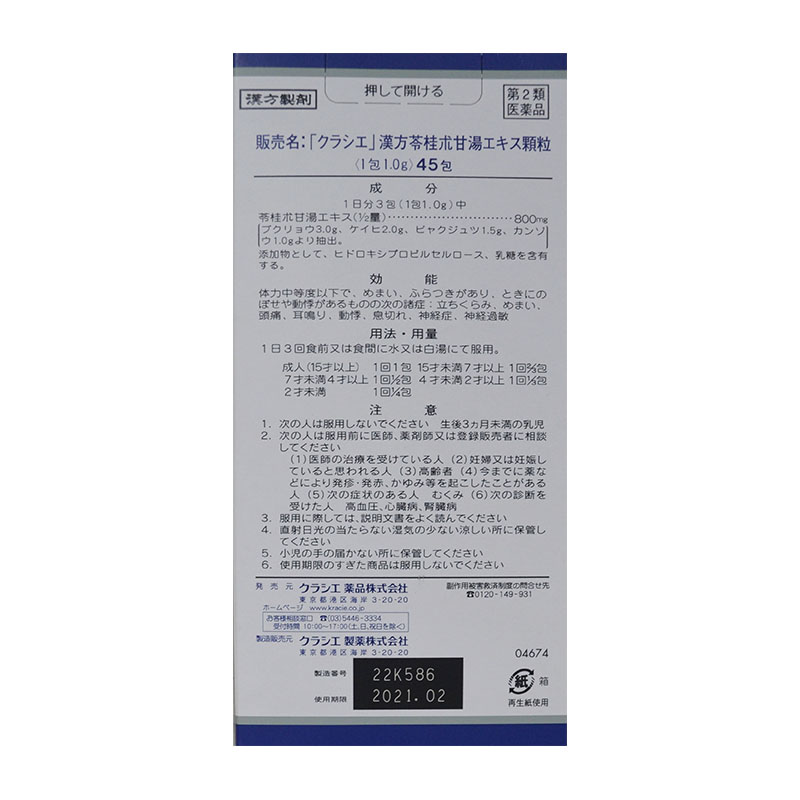 押して開ける
漢方製剤
第2類
医薬品
販売名：「クラシエ」漢方苓桂朮甘湯エキス顆粒
〈1包1.0g〉45包
成 分
1日分3包(1包1.0g)中
苓桂朮甘湯エキス(½量)･･････････････････････････800mg
ブクリョウ3.0g、ケイヒ2.0g、ビャクジュツ1.5g、カンゾ
ウ1.0gより抽出。
添加物として、ヒドロキシプロピルセルロース、乳糖を含有
する。
効 能
体力中等度以下で、めまい、ふらつきがあり、ときにの
ぼせや動悸があるものの次の諸症：立ちくらみ、めまい、
頭痛、耳鳴り、動悸、息切れ、神経症、神経過敏
用法・用量
1日3回食前又は食間に水又は白湯にて服用。
成人(15才以上) 1回1包 15才未満7才以上 1回⅔包
7才未満4才以上 1回½包 4才未満2才以上 1回⅓包
2才未満 1回¼包
注 意
1. 次の人は服用しないでください 生後3ヵ月未満の乳児
2. 次の人は服用前に医師、薬剤師又は登録販売者に相談
してください
(1)医師の治療を受けている人 (2)妊婦又は妊娠し
ていると思われる人 (3)高齢者 (4)今までに薬な
どにより発疹・発赤、かゆみ等を起こしたことがある
人 (5)次の症状のある人 むくみ (6)次の診断を
受けた人 高血圧、心臓病、腎臓病
3. 服用に際しては、説明文書をよく読んでください
4. 直射日光の当たらない湿気の少ない涼しい所に保管し
てください
5. 小児の手の届かない所に保管してください
6. 使用期限のすぎた商品は服用しないでください
発 売 元 クラシエ 薬品株式会社
東京都港区海岸 3-20-20
ホームページ www.kracie.co.jp
お客様相談窓口 ☎(03)5446-3334
受付時間 10:00〜17:00(土、日、祝日を除く)
副作用被害救済制度の問合せ先
☎0120-149-931
製造販売元 クラシエ 製薬株式会社
東京都港区海岸 3-20-20
04674
製造番号 22K586
使用期限 2021.02
紙 箱
再生紙使用